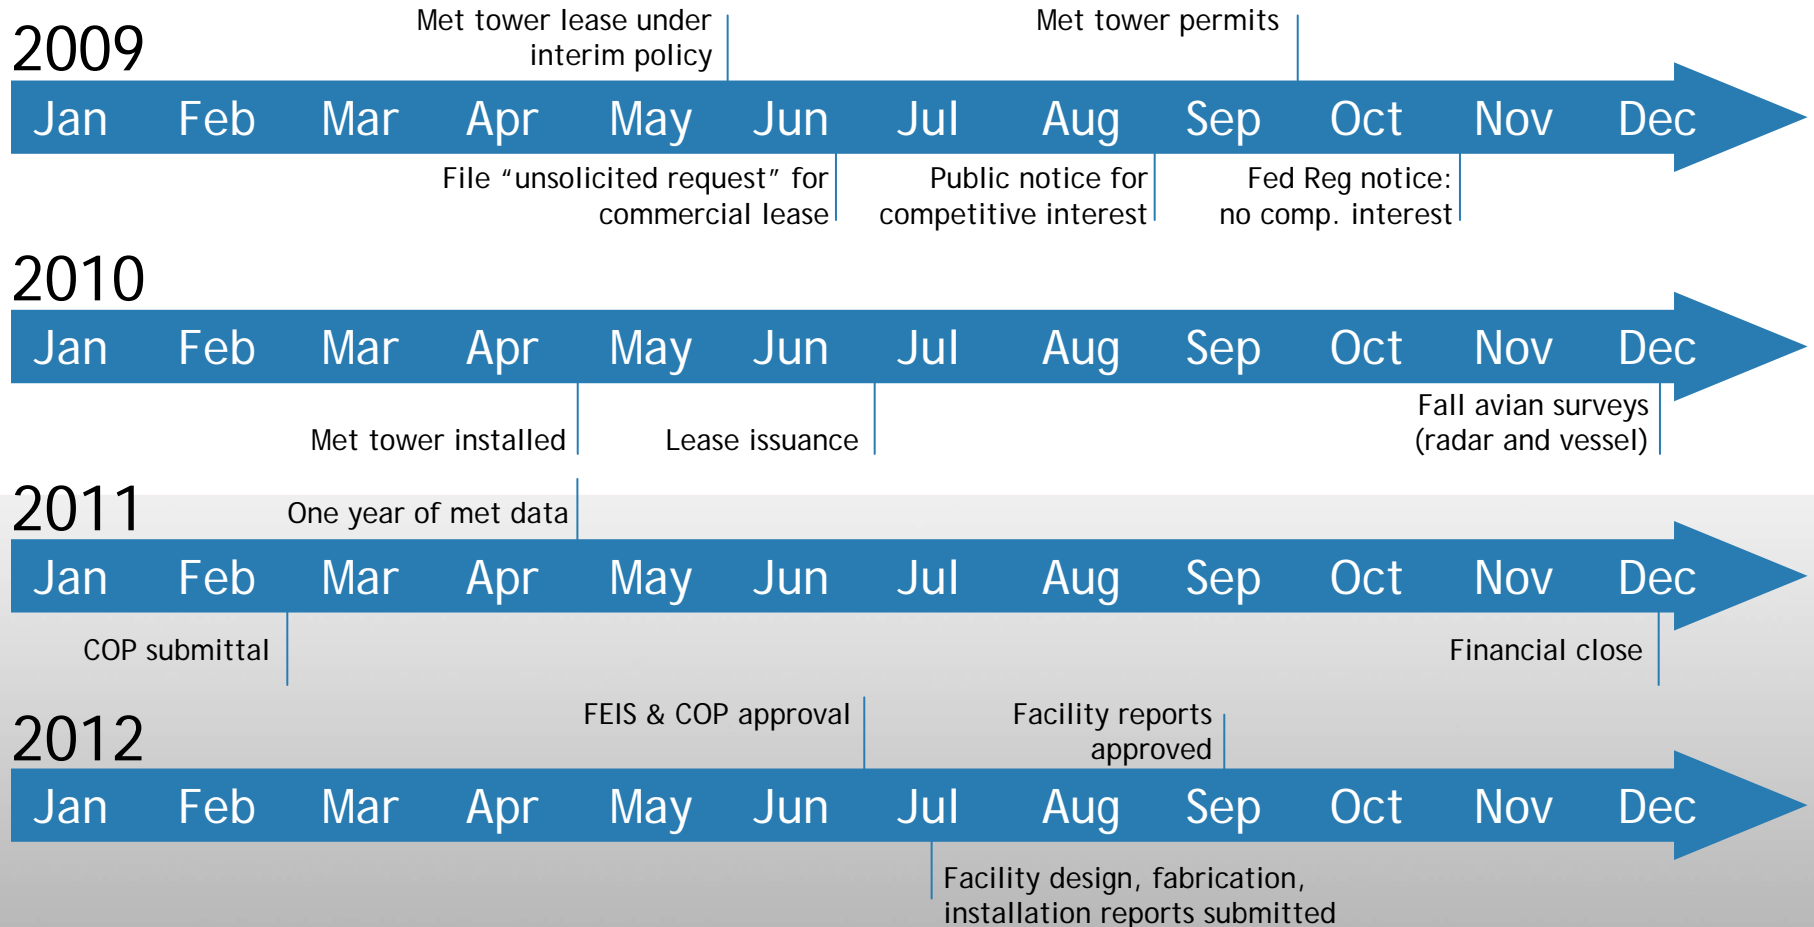 2009
Met tower lease under
interim policy
Met tower permits
Jan Feb Mar Apr May Jun Jul Aug Sep Oct Nov Dec
File “unsolicited request” for
commercial lease
Public notice for
competitive interest
Fed Reg notice:
no comp. interest
2010
Jan Feb Mar Apr May Jun Jul Aug Sep Oct Nov Dec
Met tower installed
Lease issuance
Fall avian surveys
(radar and vessel)
2011
One year of met data
Jan Feb Mar Apr May Jun Jul Aug Sep Oct Nov Dec
COP submittal
Financial close
2012
FEIS & COP approval
Facility reports
approved
Jan Feb Mar Apr May Jun Jul Aug Sep Oct Nov Dec
Facility design, fabrication,
installation reports submitted